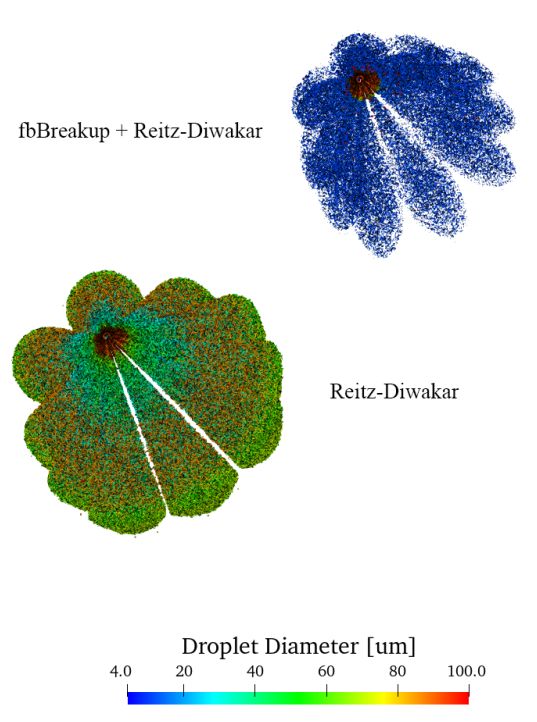 fbBreakup + Reitz-Diwakar
Reitz-Diwakar
Droplet Diameter [um]
4.0 20 40 60 80 100.0